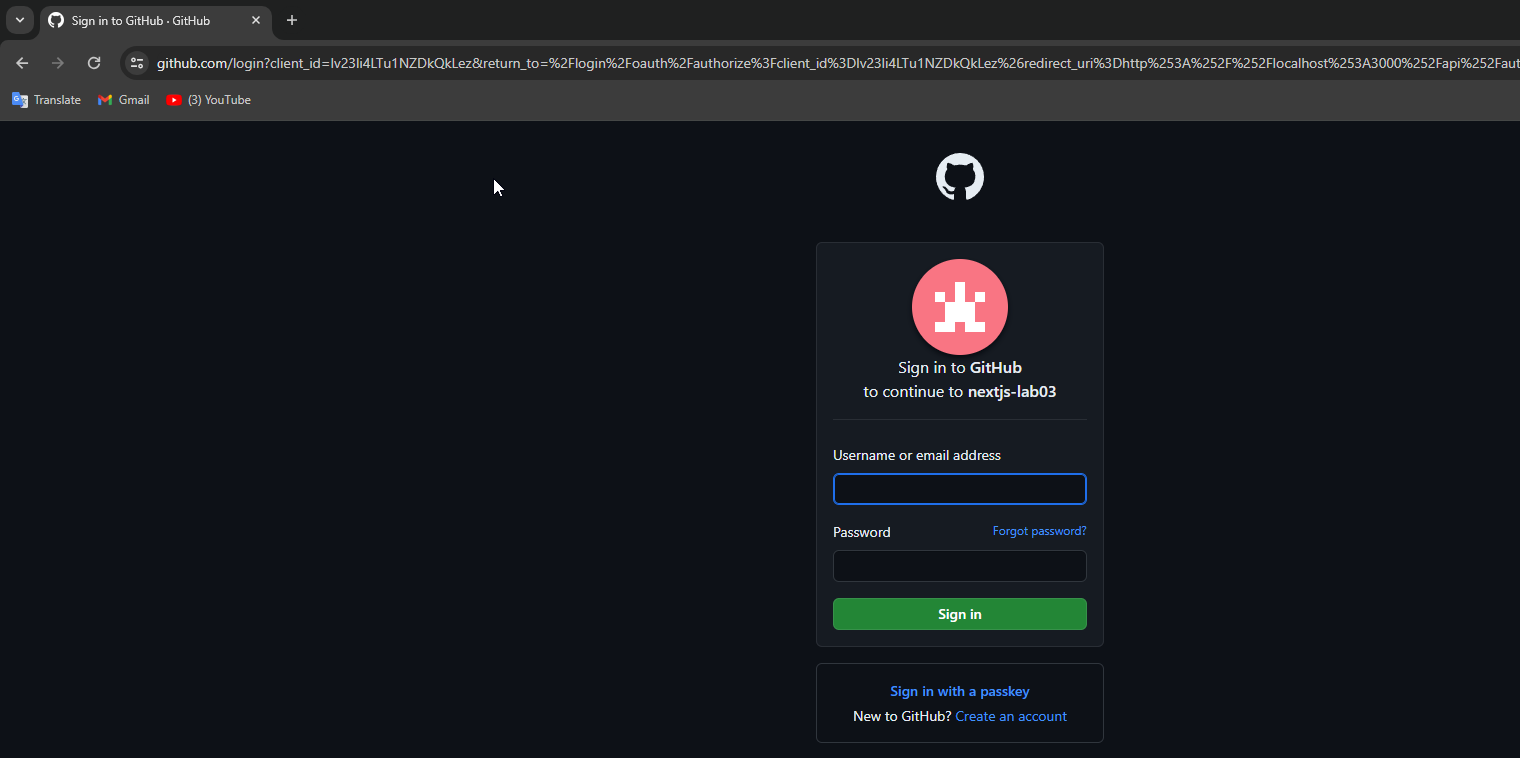 Sign in to GitHub · GitHub
github.com/login?client_id=Iv23li4LTu1NZDkQkLez&return_to=%2Flogin%2Foauth%2Fauthorize%3Fclient_id%3DIv23li4LTu1NZDkQkLez%26redirect_uri%3Dhttp%253A%252F%252Flocalhost%253A3000%252Fapi%252Faut
Translate
Gmail
(3) YouTube
Sign in to GitHub
to continue to nextjs-lab03
Username or email address
Password Forgot password?
Sign in
Sign in with a passkey
New to GitHub? Create an account